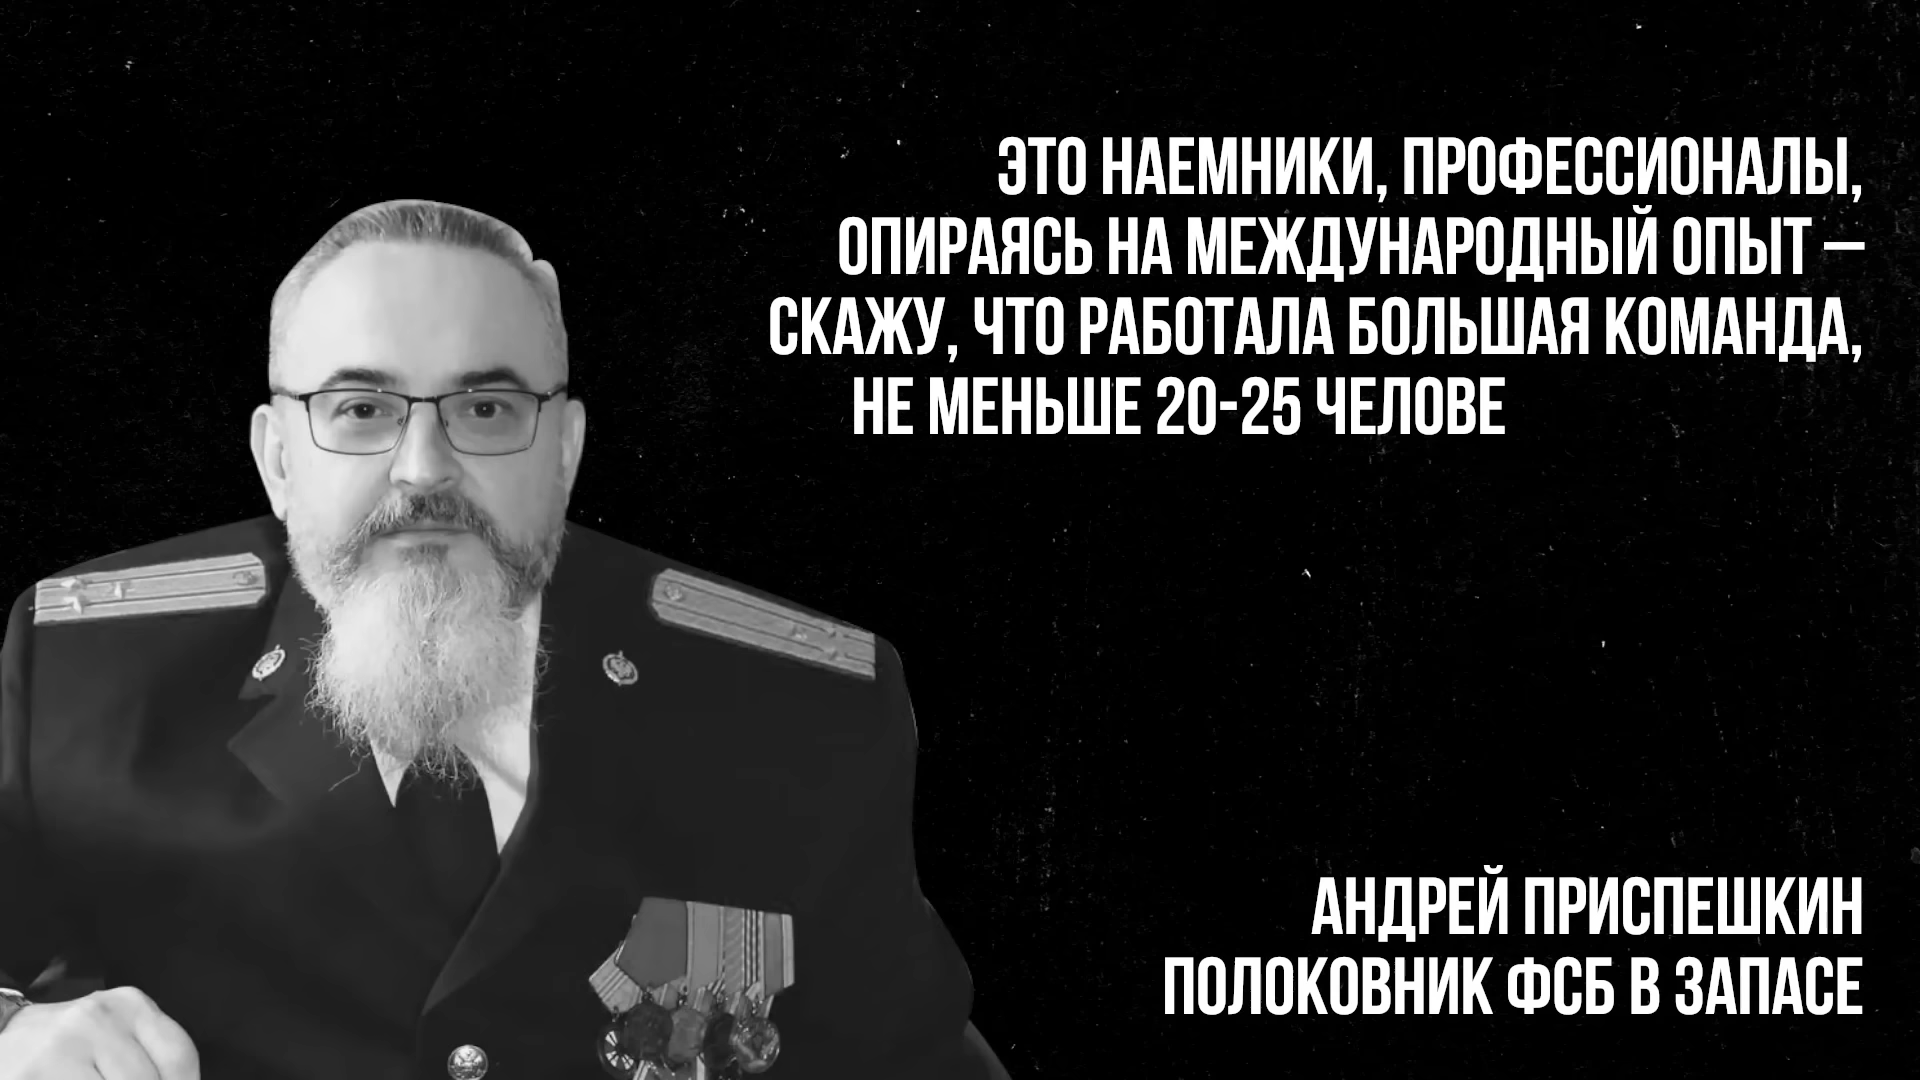 ЭТО НАЕМНИКИ, ПРОФЕССИОНАЛЫ,
ОПИРАЯСЬ НА МЕЖДУНАРОДНЫЙ ОПЫТ –
СКАЖУ, ЧТО РАБОТАЛА БОЛЬШАЯ КОМАНДА,
НЕ МЕНЬШЕ 20-25 ЧЕЛОВЕ
АНДРЕЙ ПРИСПЕШКИН
ПОЛОКОВНИК ФСБ В ЗАПАСЕ